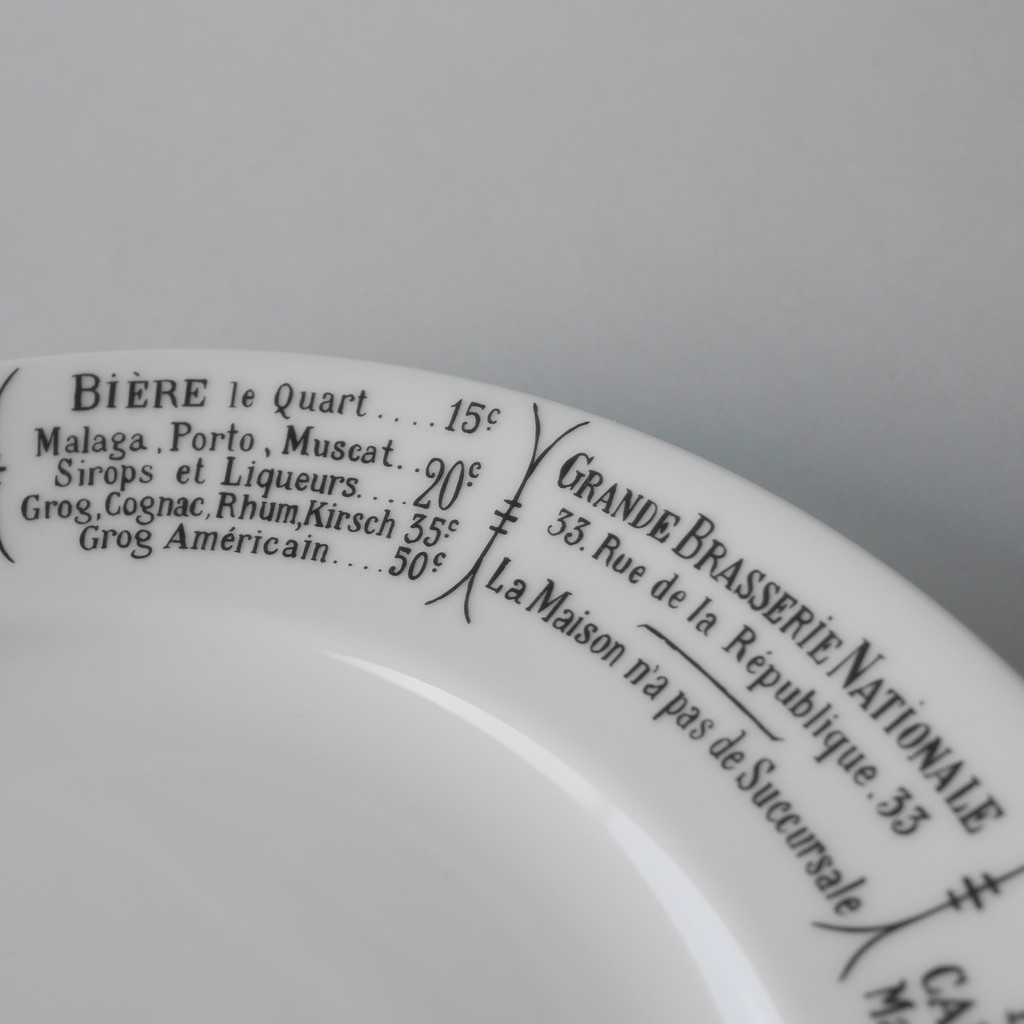 BIÈRE le Quart .... 15c
Malaga, Porto, Muscat.. 20c
Sirops et Liqueurs....
Grog, Cognac, Rhum, Kirsch 35c
Grog Américain.... 50c
GRANDE BRASSERIE NATIONALE
33. Rue de la République. 33
La Maison n'a pas de Succursale